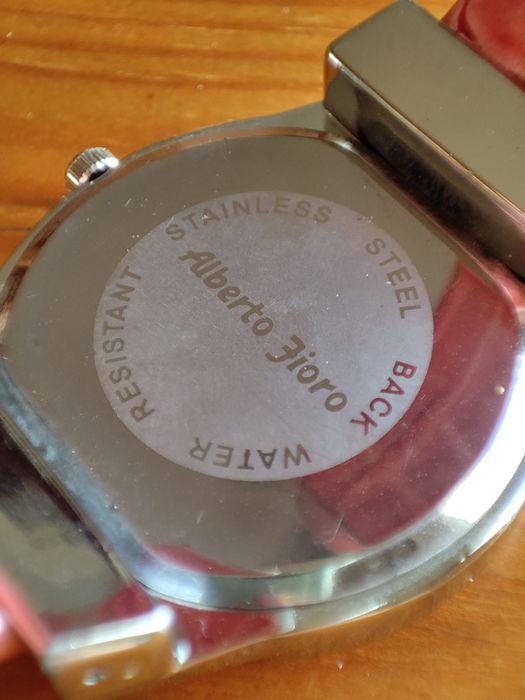 STAINLESS STEEL BACK
WATER RESISTANT
Alberto Fioro